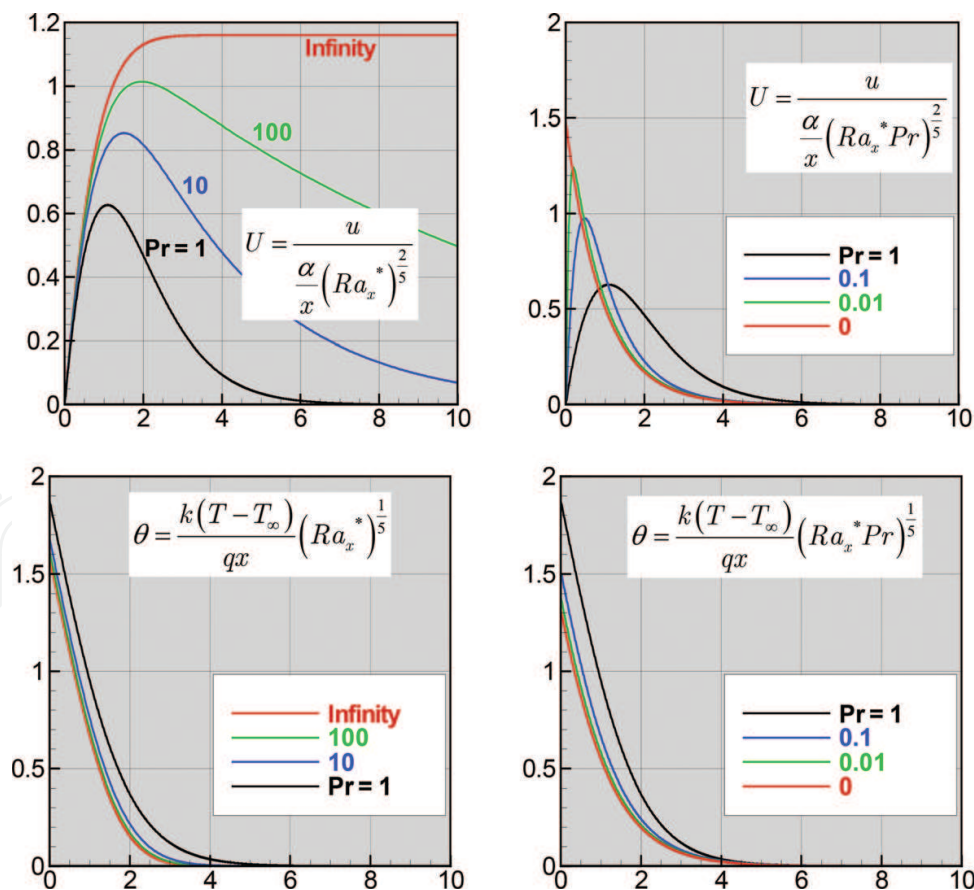 1.2
1
0.8
0.6
0.4
0.2
0
0 2 4 6 8 10
Infinity
100
10
Pr = 1
U = u / (α/x (Ra_x^*)^(2/5))
2
1.5
1
0.5
0
0 2 4 6 8 10
U = u / (α/x (Ra_x^* Pr)^(2/5))
Pr = 1
0.1
0.01
0
2
1.5
1
0.5
0
0 2 4 6 8 10
θ = k(T − T_∞) / qx (Ra_x^*)^(1/5)
Infinity
100
10
Pr = 1
2
1.5
1
0.5
0
0 2 4 6 8 10
θ = k(T − T_∞) / qx (Ra_x^* Pr)^(1/5)
Pr = 1
0.1
0.01
0